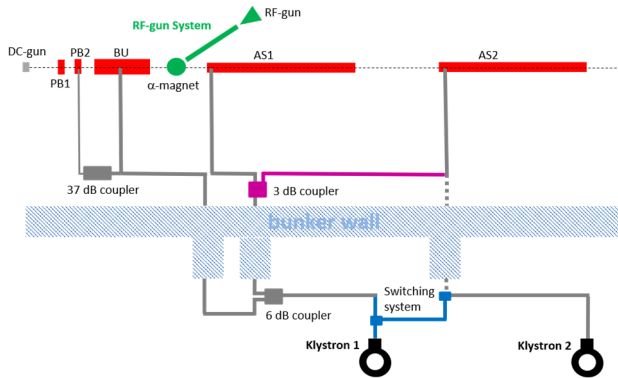 RF-gun
RF-gun System
DC-gun
PB2
BU
AS1
AS2
PB1
α-magnet
37 dB coupler
3 dB coupler
bunker wall
Switching
system
6 dB coupler
Klystron 1
Klystron 2